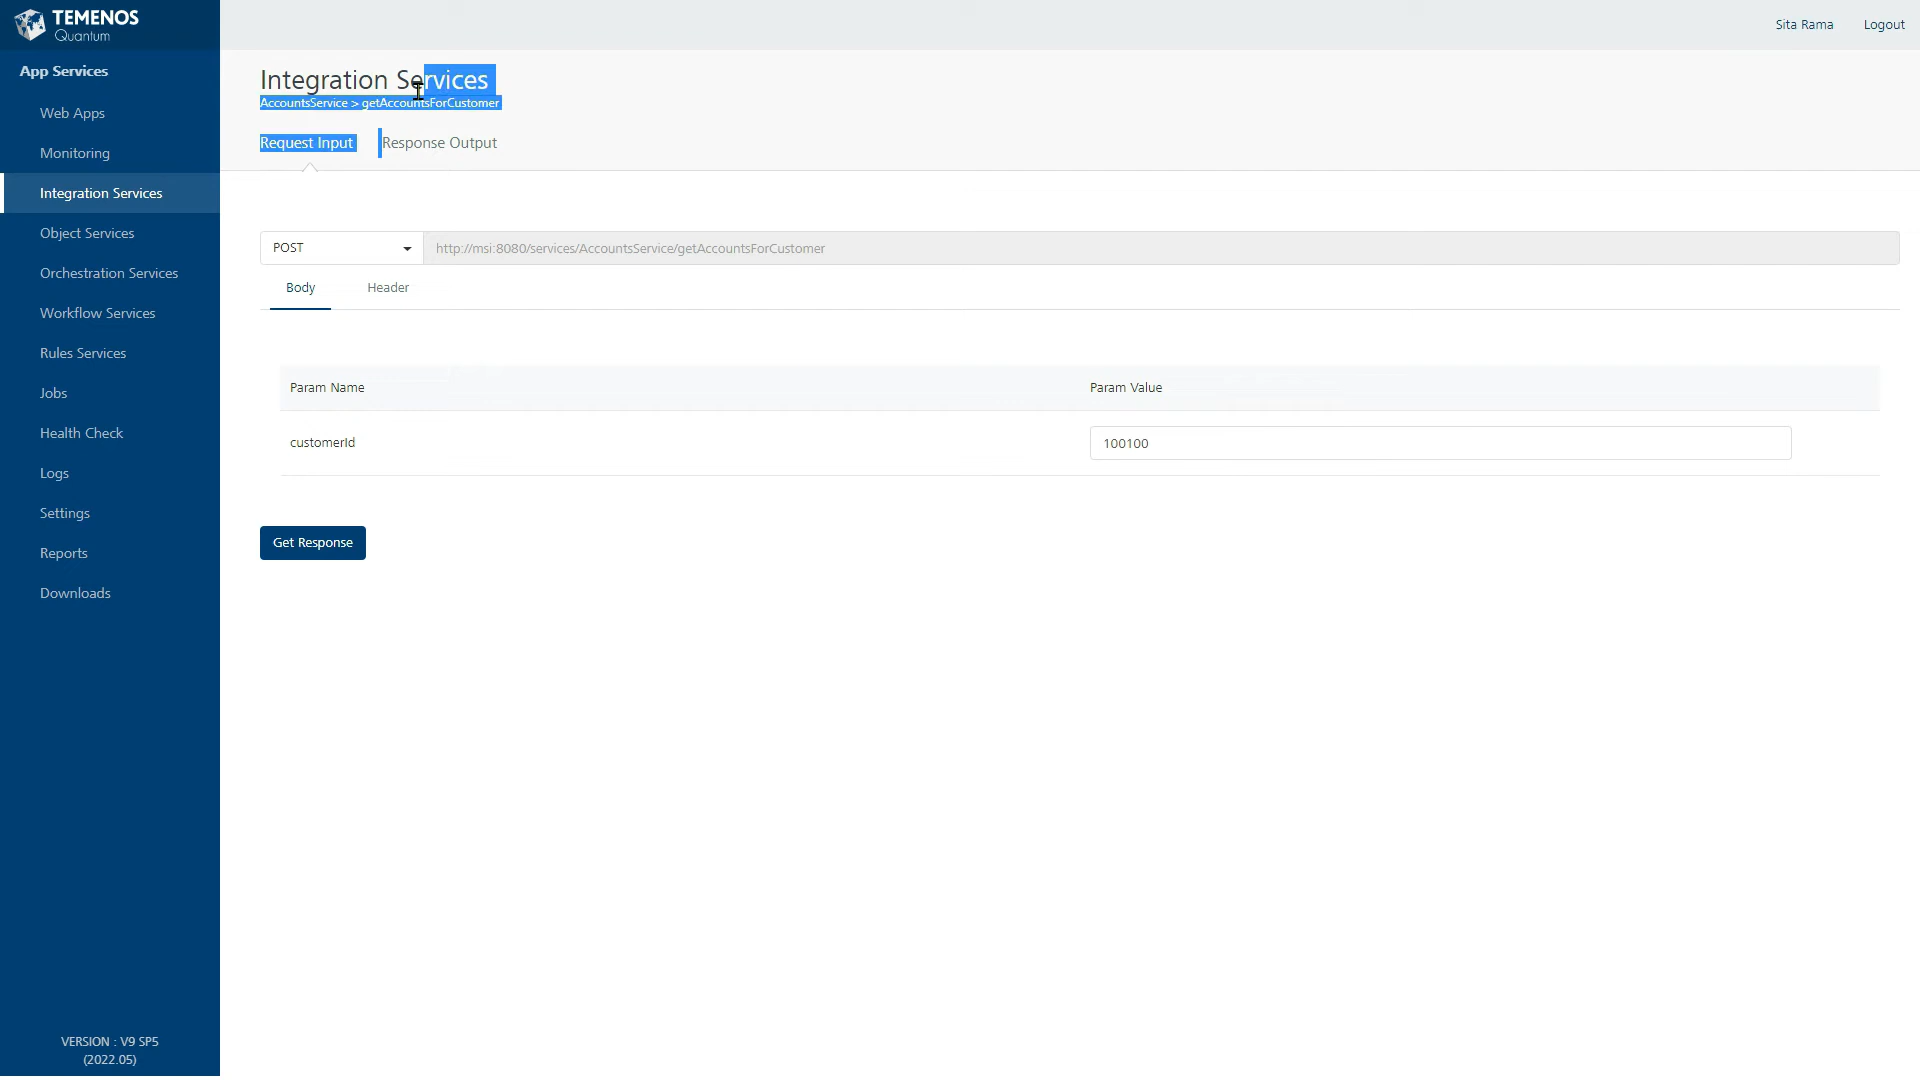 TEMENOS
Quantum
Sita Rama
Logout
App Services
Web Apps
Monitoring
Integration Services
Object Services
Orchestration Services
Workflow Services
Rules Services
Jobs
Health Check
Logs
Settings
Reports
Downloads
VERSION : V9 SP5
(2022.05)
Integration Services
AccountsService > getAccountsForCustomer
Request Input
Response Output
POST
http://msi:8080/services/AccountsService/getAccountsForCustomer
Body
Header
Param Name
Param Value
customerId
100100
Get Response